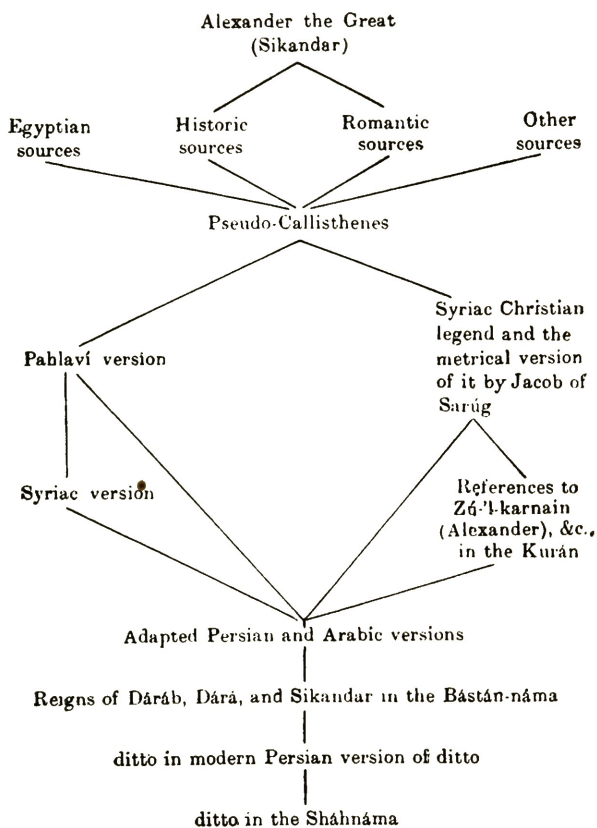 Alexander the Great
(Sikandar)
Egyptian
sources
Historic
sources
Romantic
sources
Other
sources
Pseudo-Callisthenes
Pahlaví version
Syriac Christian
legend and the
metrical version
of it by Jacob of
Sarúg
Syriac version
References to
Zú-'l-karnain
(Alexander), &c.,
in the Kurán
Adapted Persian and Arabic versions
Reigns of Dáráb, Dárá, and Sikandar in the Bástán-náma
ditto in modern Persian version of ditto
ditto in the Sháhnáma